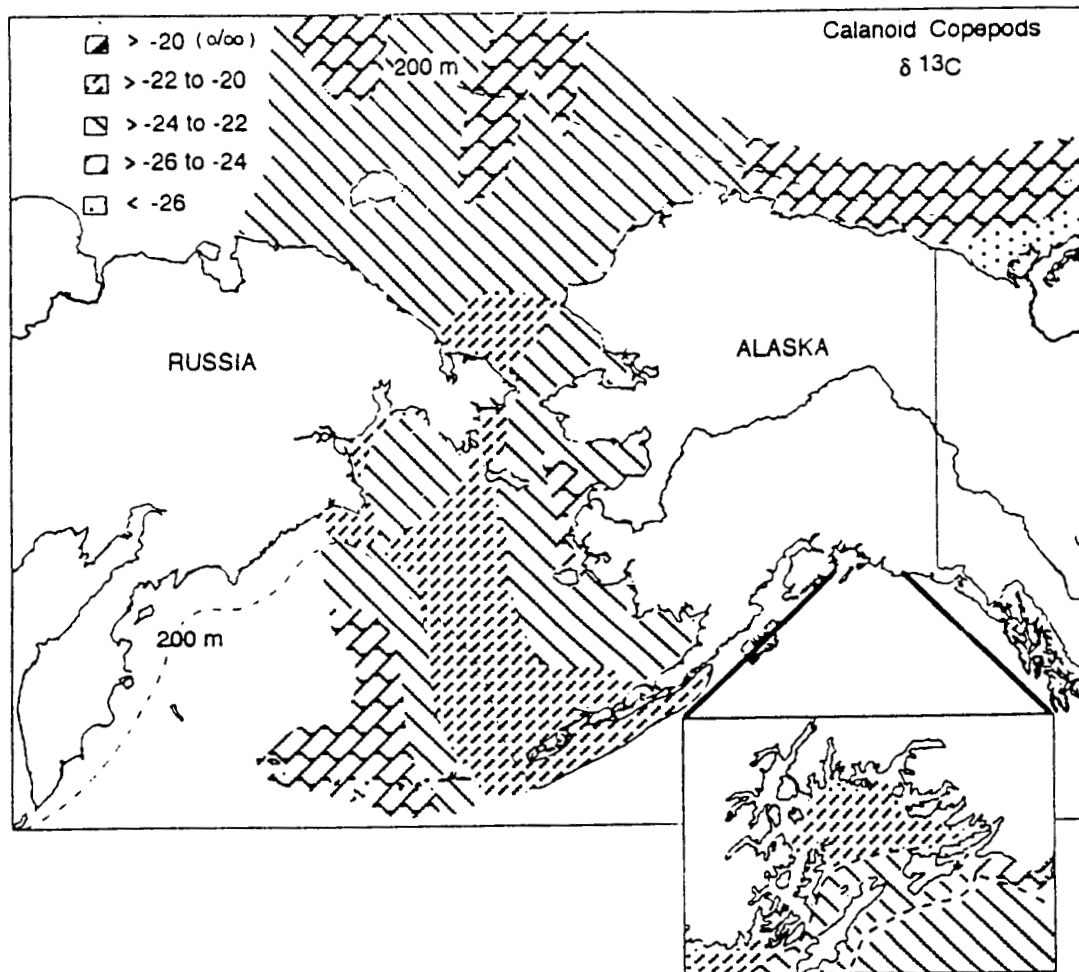 > -20 (o/oo)
> -22 to -20
> -24 to -22
> -26 to -24
< -26
Calanoid Copepods
δ 13C
200 m
RUSSIA
ALASKA
200 m